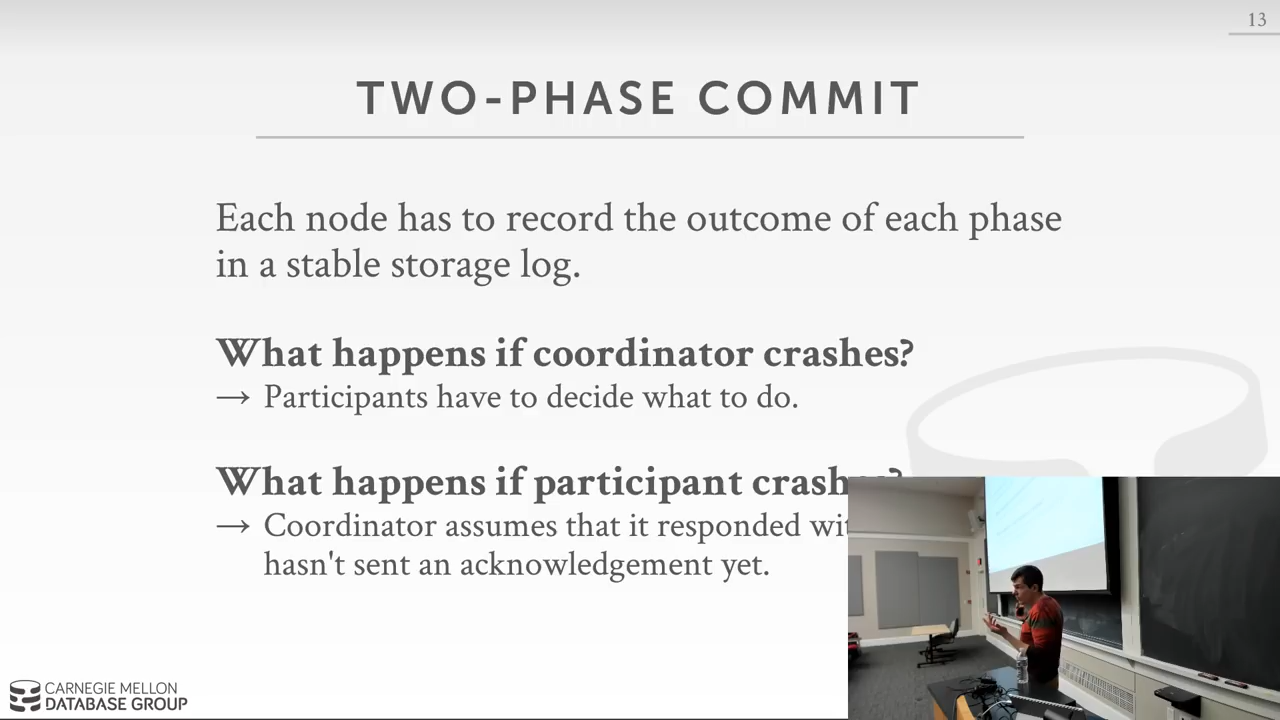 13
TWO-PHASE COMMIT
Each node has to record the outcome of each phase
in a stable storage log.
What happens if coordinator crashes?
→ Participants have to decide what to do.
What happens if participant crashes?
→ Coordinator assumes that it responded
hasn't sent an acknowledgement yet.
CARNEGIE MELLON
DATABASE GROUP